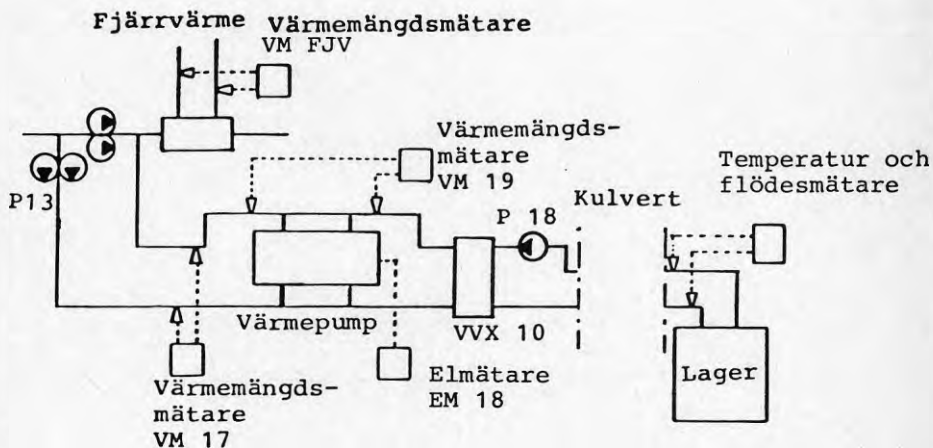 Fjärrvärme
Värmemängdsmätare
VM FJV
Värmemängds-
mätare
VM 19
Temperatur och
flödesmätare
P13
P 18
Kulvert
Värmepump
VVX 10
Lager
Värmemängds-
mätare
VM 17
Elmätare
EM 18